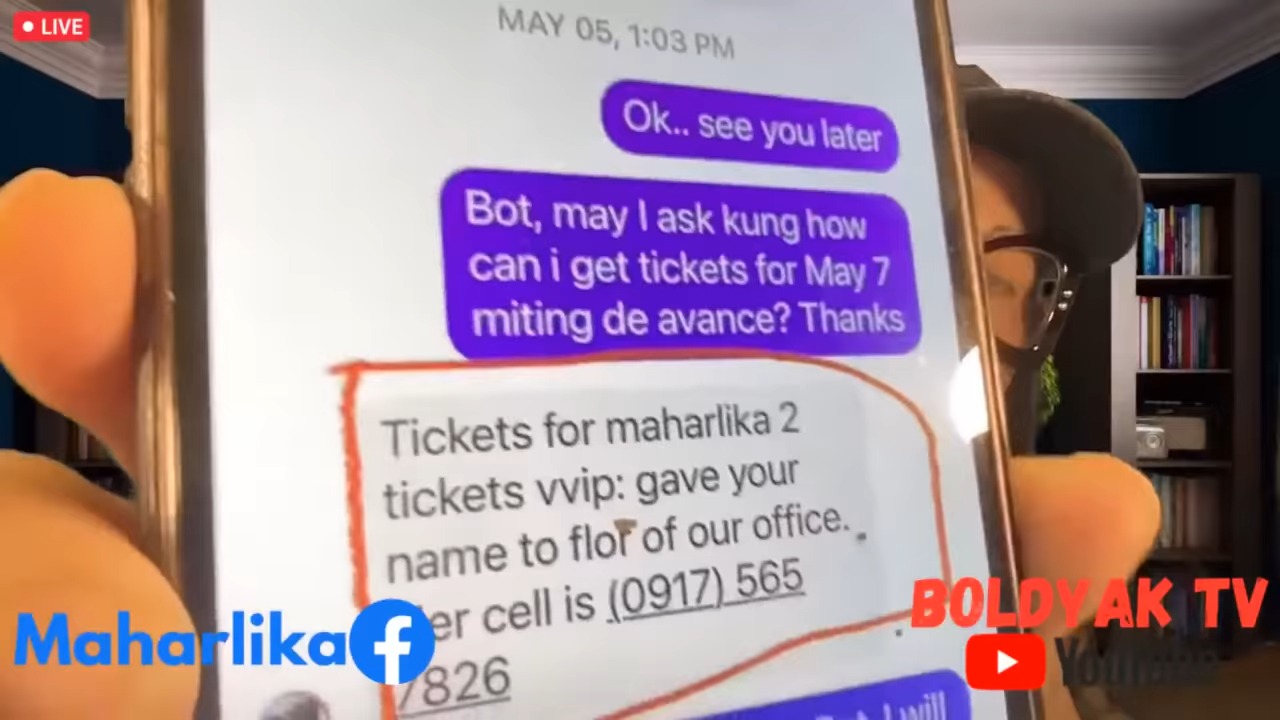 LIVE
MAY 05, 1:03 PM
Ok.. see you later
Bot, may I ask kung how
can i get tickets for May 7
miting de avance? Thanks
Tickets for maharlika 2
tickets vvip: gave your
name to flor of our office.
er cell is (0917) 565
7826
I will
Maharlika
BOLDYAK TV
YouTube